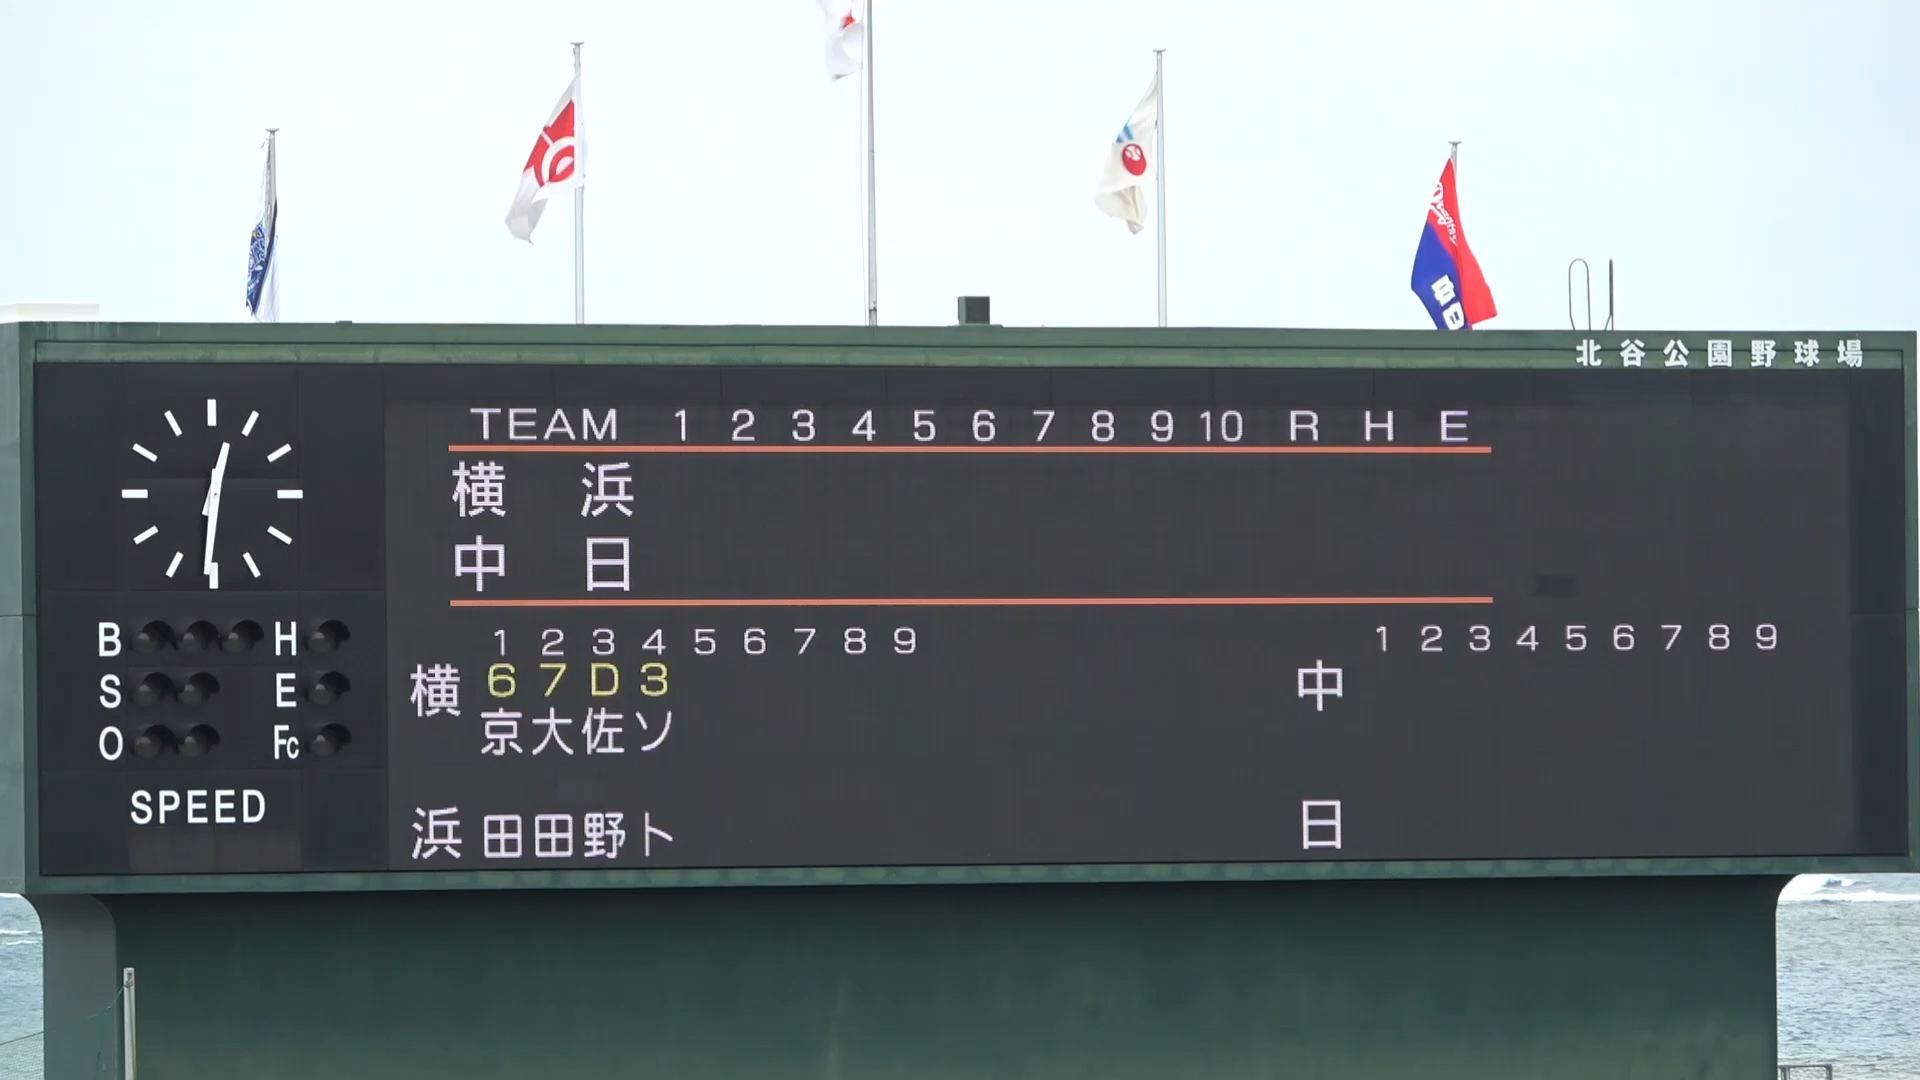 北谷公園野球場
TEAM 1 2 3 4 5 6 7 8 9 10 R H E
横浜
中日
1 2 3 4 5 6 7 8 9
横 6 7 D 3
京大佐ソ
浜 田田野ト
1 2 3 4 5 6 7 8 9
中
日
B H
S E
O Fc
SPEED